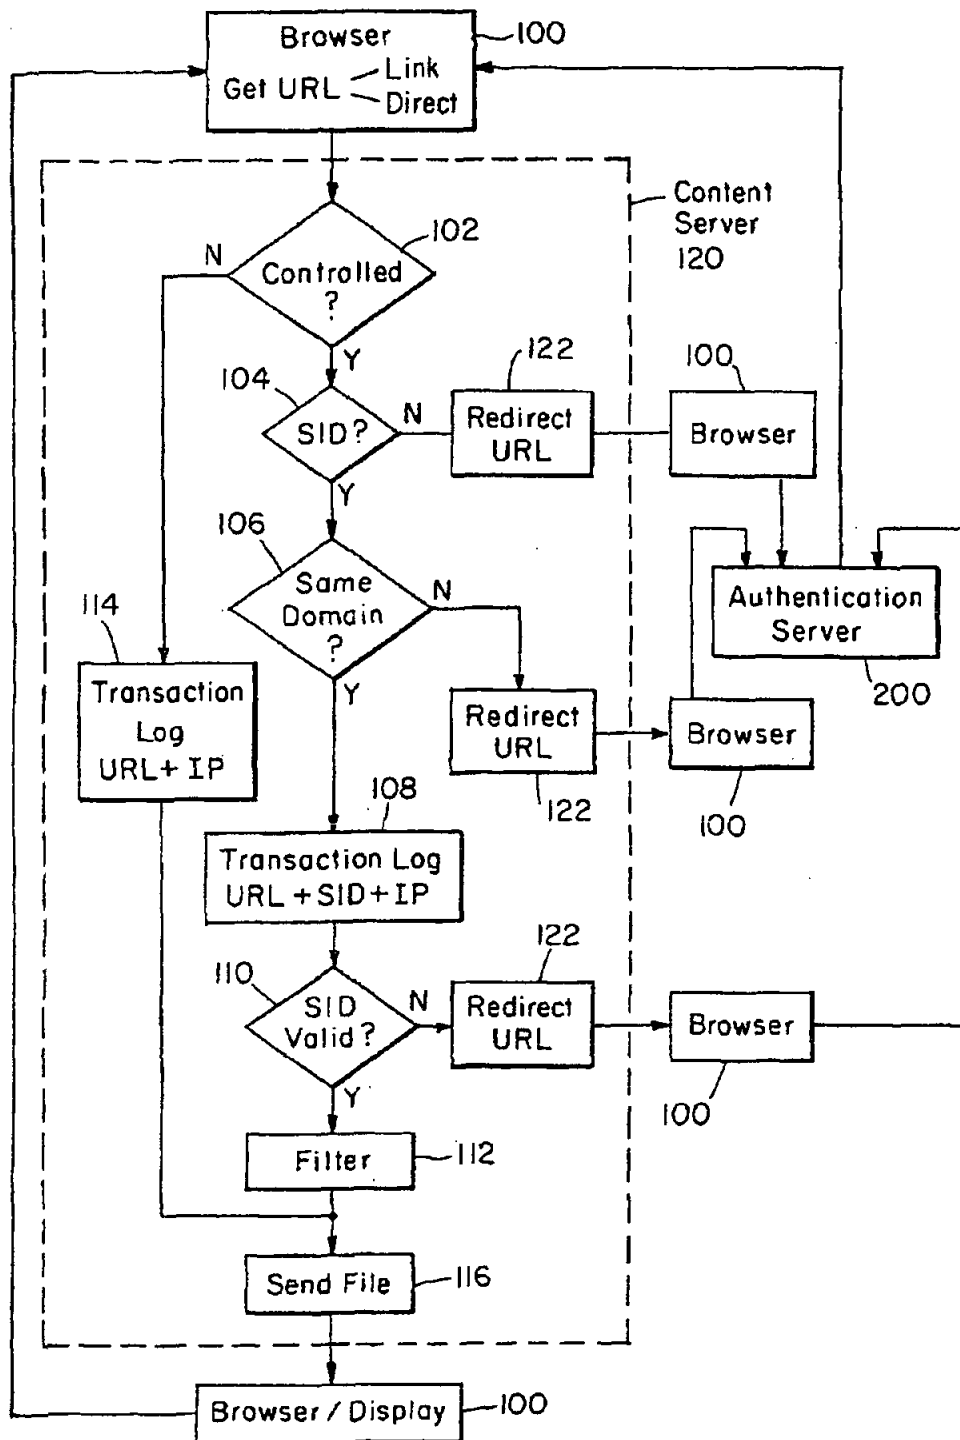 Browser
100
Get URL
Link
Direct
Content
Server
120
102
N
Controlled
?
Y
104
SID?
N
122
Redirect
URL
100
Browser
Y
106
Same
Domain
?
N
Authentication
Server
200
114
Transaction
Log
URL+ IP
Y
Redirect
URL
122
Browser
100
108
Transaction Log
URL +SID+IP
110
SID
Valid?
N
122
Redirect
URL
Browser
100
Y
Filter
112
Send File
116
Browser / Display
100